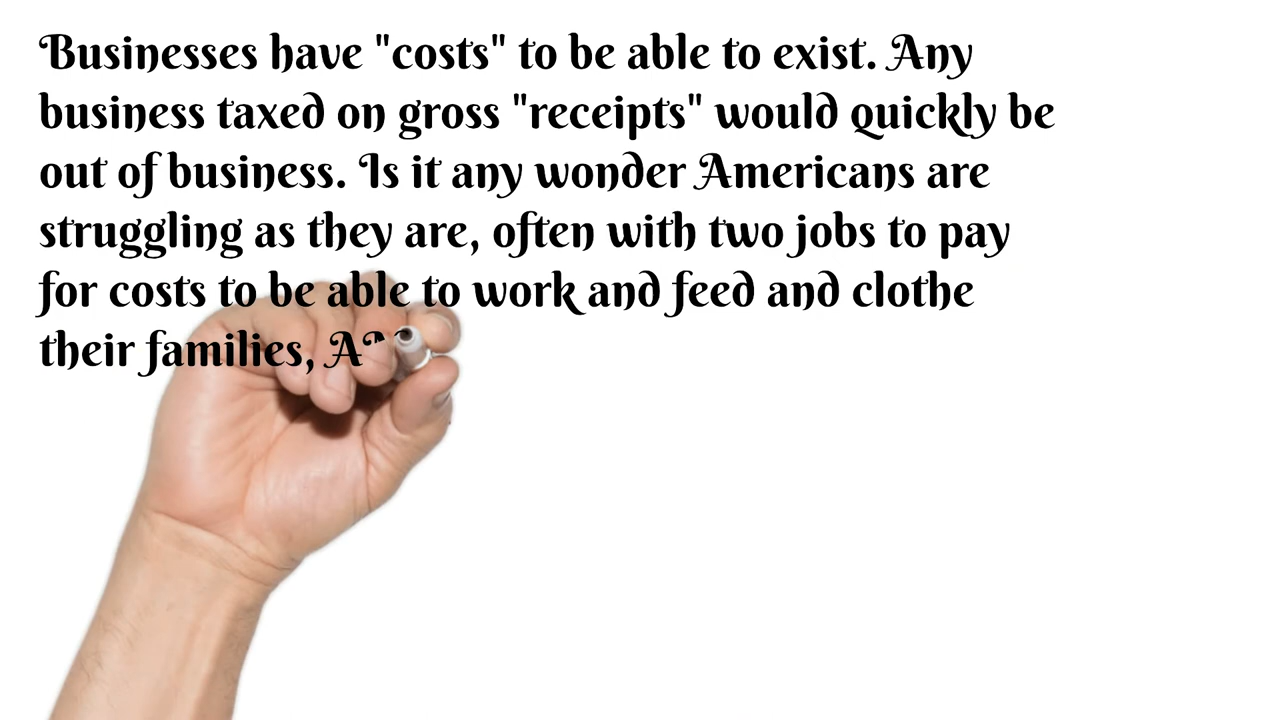 Businesses have "costs" to be able to exist. Any
business taxed on gross "receipts" would quickly be
out of business. Is it any wonder Americans are
struggling as they are, often with two jobs to pay
for costs to be able to work and feed and clothe
their families,